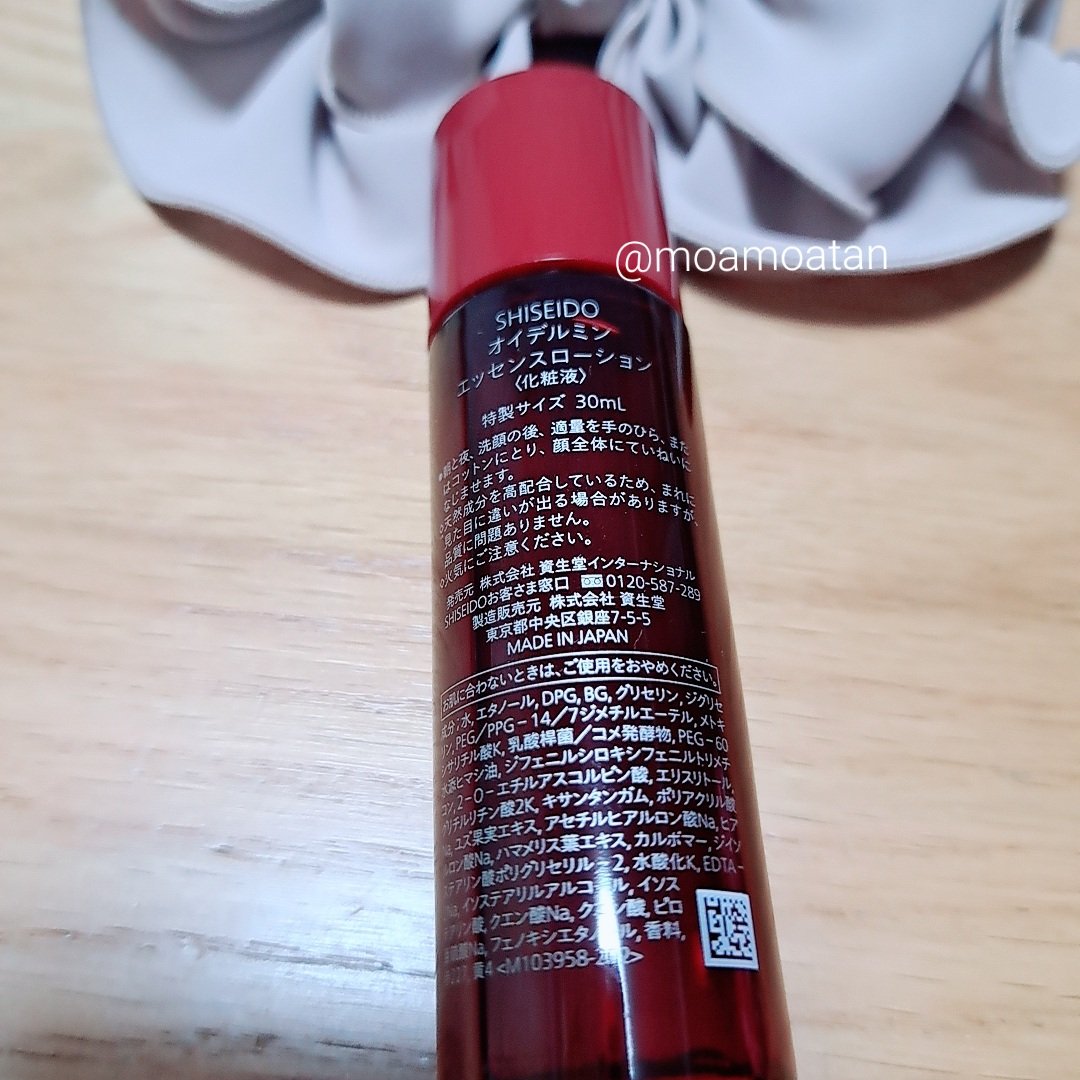 @moamoatan
SHISEIDO
オイデルミン
エッセンスローション
〈化粧液〉
特製サイズ 30mL
•朝と夜、洗顔の後、適量を手のひら、また
はコットンにとり、顔全体にていねいに
なじませます。
○天然成分を高配合しているため、まれに
見た目に違いが出る場合がありますが、
品質に問題ありません。
○火気にご注意ください。
発売元 株式会社 資生堂インターナショナル
SHISEIDOお客さま窓口 0120-587-289
製造販売元 株式会社 資生堂
東京都中央区銀座7-5-5
MADE IN JAPAN
お肌に合わないときは、ご使用をおやめください。
成分:水, エタノール, DPG, BG, グリセリン, ジグリセ
リン, PEG/PPG-14/7ジメチルエーテル, メトキ
シサリチル酸K, 乳酸桿菌/コメ発酵物, PEG-60
水添ヒマシ油, ジフェニルシロキシフェニルトリメチ
コン, 2-O-エチルアスコルビン酸, エリスリトール,
グリチルリチン酸2K, キサンタンガム, ポリアクリル酸
Na, ユズ果実エキス, アセチルヒアルロン酸Na, ヒア
ルロン酸Na, ハマメリス葉エキス, カルボマー, ジイソ
ステアリン酸ポリグリセリル-2, 水酸化K, EDTA-
Na, イソステアリルアルコール, イソス
テアリン酸, クエン酸Na, クエン酸, ピロ
亜硫酸Na, フェノキシエタノール, 香料,
黄4 <M103958-